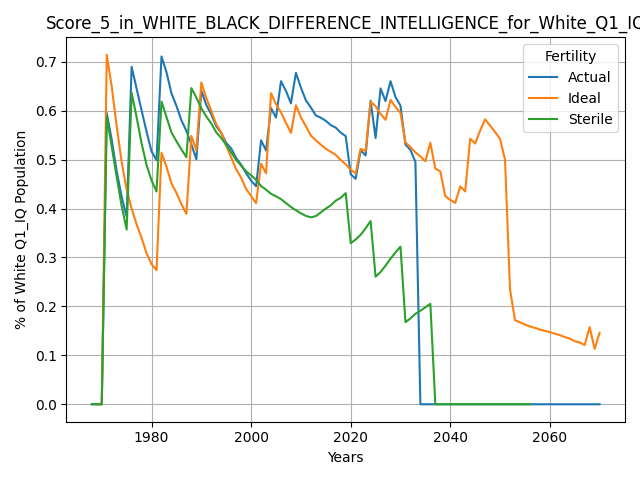 Score_5_in_WHITE_BLACK_DIFFERENCE_INTELLIGENCE_for_White_Q1_IQ
Fertility
Actual
Ideal
Sterile
% of White Q1_IQ Population
0.7
0.6
0.5
0.4
0.3
0.2
0.1
0.0
1980 2000 2020 2040 2060
Years